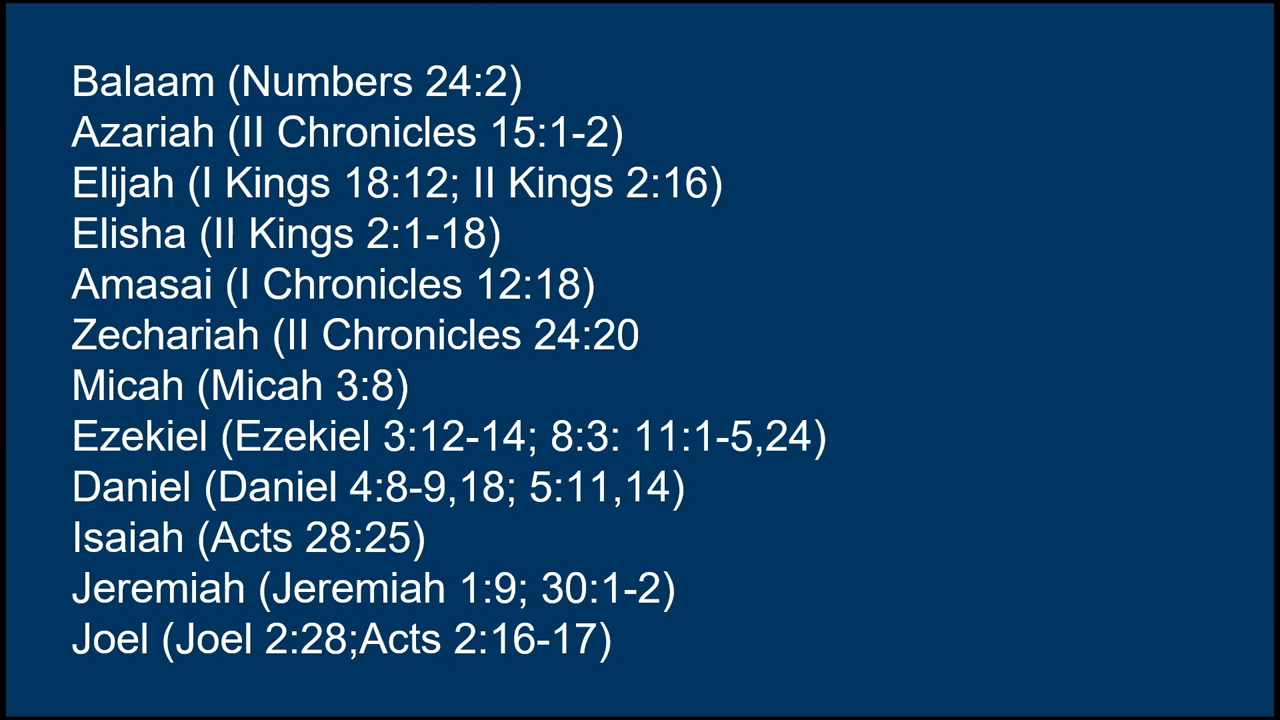 Balaam (Numbers 24:2)
Azariah (II Chronicles 15:1-2)
Elijah (I Kings 18:12; II Kings 2:16)
Elisha (II Kings 2:1-18)
Amasai (I Chronicles 12:18)
Zechariah (II Chronicles 24:20
Micah (Micah 3:8)
Ezekiel (Ezekiel 3:12-14; 8:3: 11:1-5,24)
Daniel (Daniel 4:8-9,18; 5:11,14)
Isaiah (Acts 28:25)
Jeremiah (Jeremiah 1:9; 30:1-2)
Joel (Joel 2:28;Acts 2:16-17)